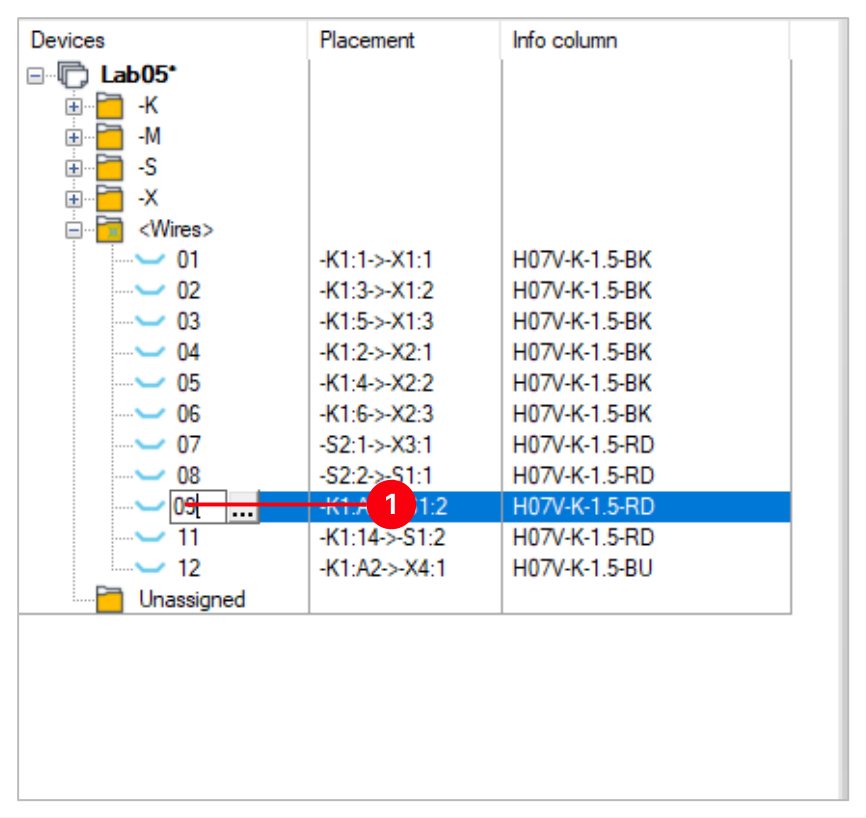 Devices Placement Info column
Lab05*
-K
-M
-S
-X
<Wires>
01 -K1:1->-X1:1 H07V-K-1.5-BK
02 -K1:3->-X1:2 H07V-K-1.5-BK
03 -K1:5->-X1:3 H07V-K-1.5-BK
04 -K1:2->-X2:1 H07V-K-1.5-BK
05 -K1:4->-X2:2 H07V-K-1.5-BK
06 -K1:6->-X2:3 H07V-K-1.5-BK
07 -S2:1->-X3:1 H07V-K-1.5-RD
08 -S2:2->-S1:1 H07V-K-1.5-RD
09 ... 1 H07V-K-1.5-RD
11 -K1:14->-S1:2 H07V-K-1.5-RD
12 -K1:A2->-X4:1 H07V-K-1.5-BU
Unassigned